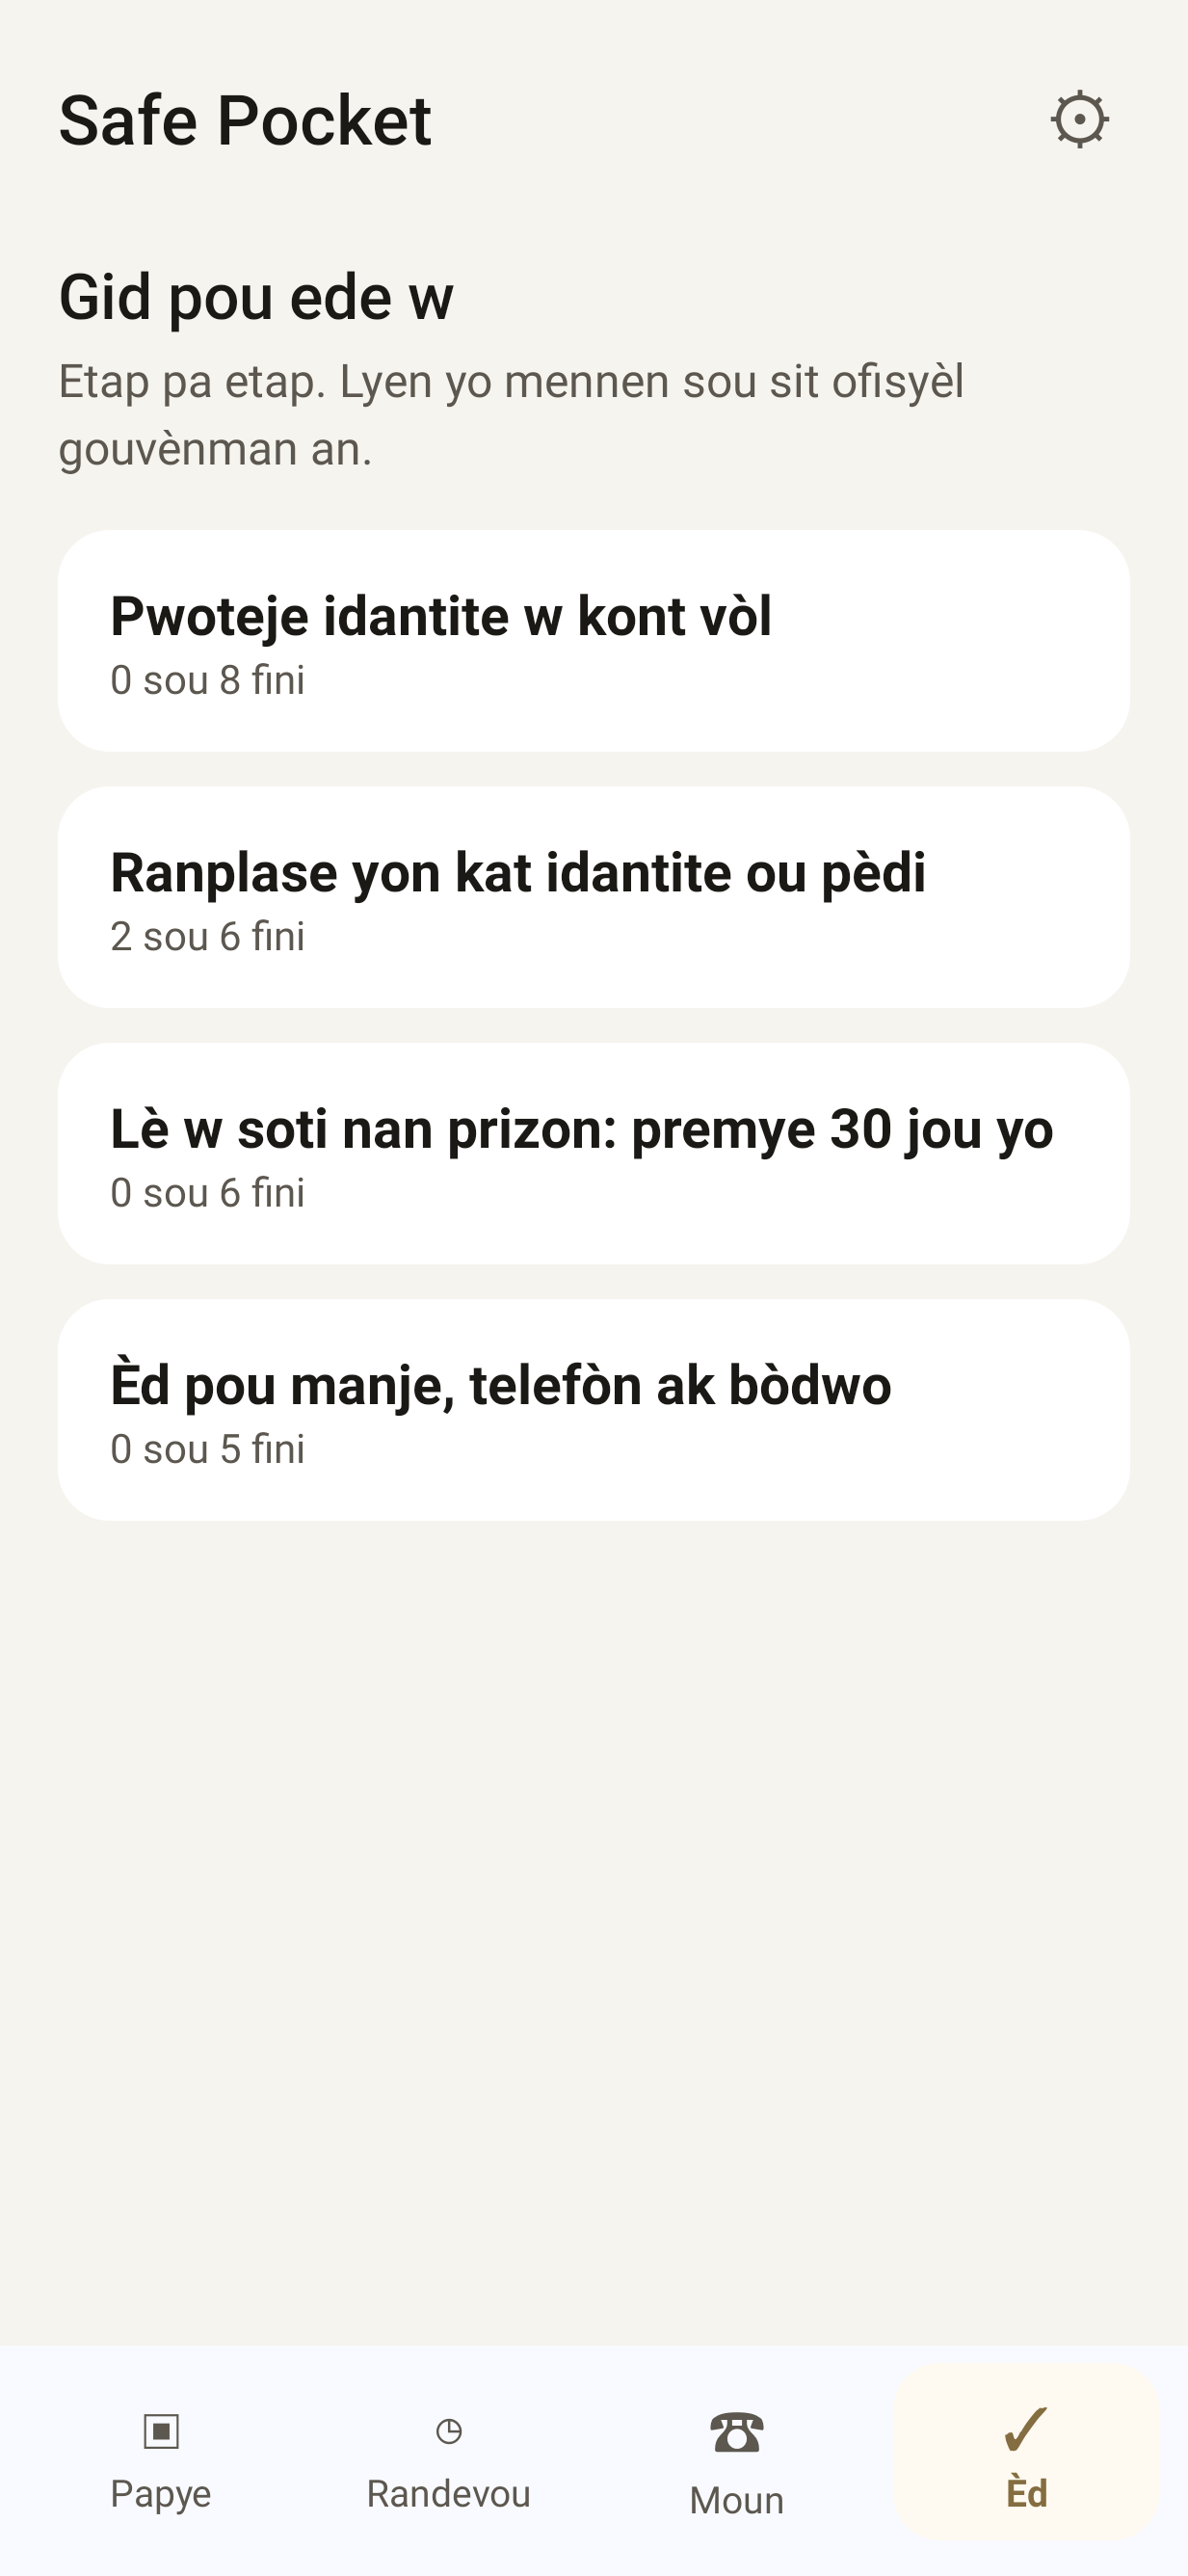 Safe Pocket
Gid pou ede w
Etap pa etap. Lyen yo mennen sou sit ofisyèl
gouvènman an.
Pwoteje idantite w kont vòl
0 sou 8 fini
Ranplase yon kat idantite ou pèdi
2 sou 6 fini
Lè w soti nan prizon: premye 30 jou yo
0 sou 6 fini
Èd pou manje, telefòn ak bòdwo
0 sou 5 fini
Papye
Randevou
Moun
Èd